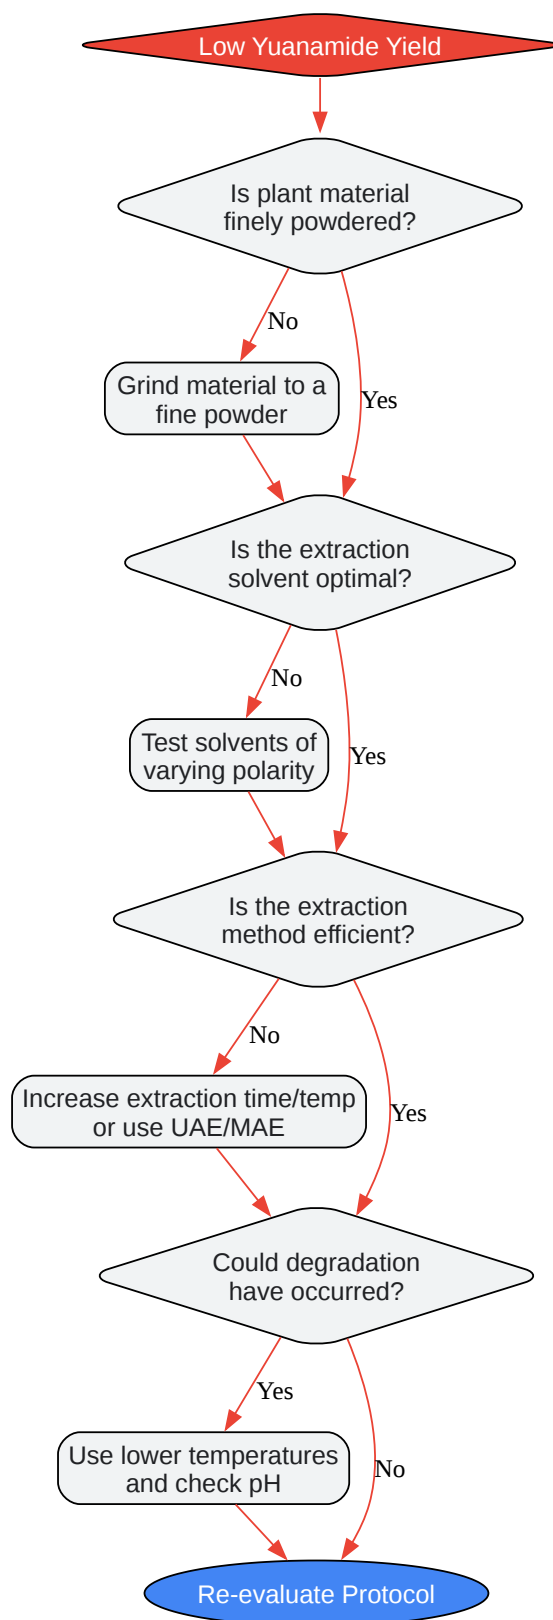 Low Yuanamide Yield
Is plant material
finely powdered?
No
Grind material to a
fine powder
Yes
Is the extraction
solvent optimal?
No
Test solvents of
varying polarity
Yes
Is the extraction
method efficient?
No
Increase extraction time/temp
or use UAE/MAE
Yes
Could degradation
have occurred?
Yes
Use lower temperatures
and check pH
No
Re-evaluate Protocol